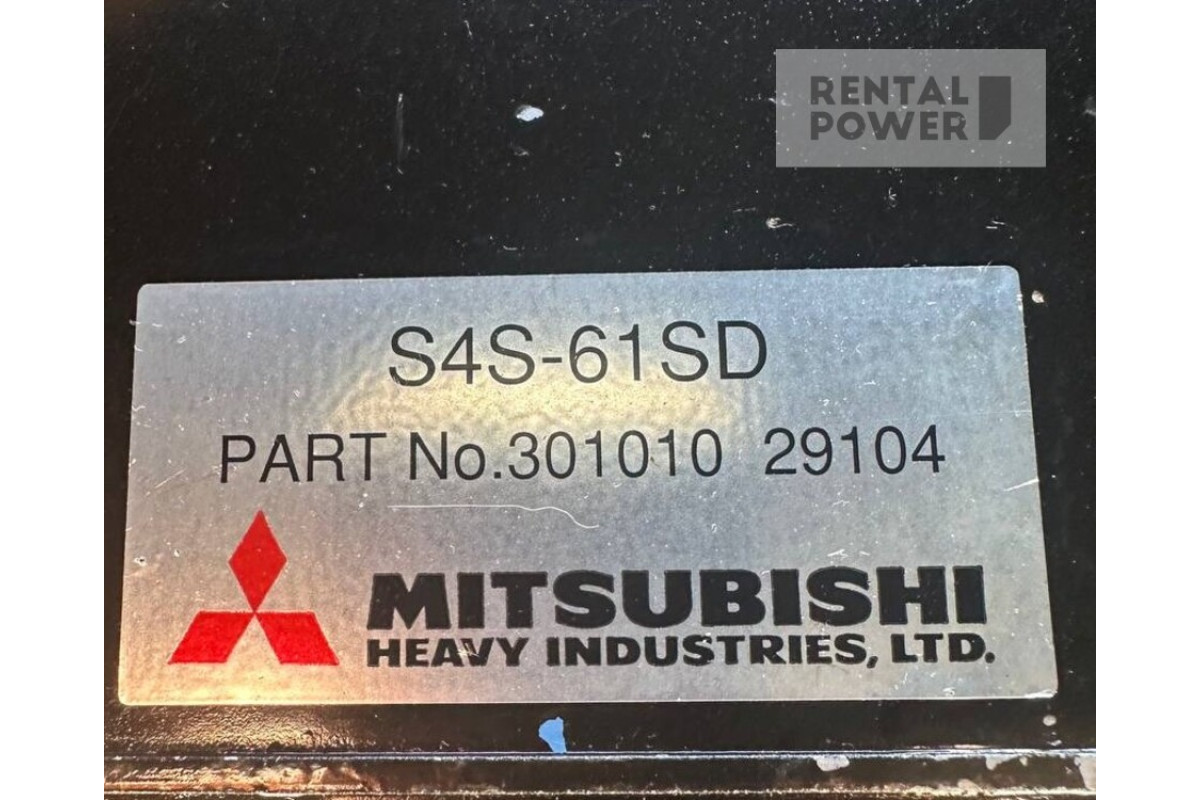 RENTAL
POWER
S4S-61SD
PART No.301010 29104
MITSUBISHI
HEAVY INDUSTRIES, LTD.